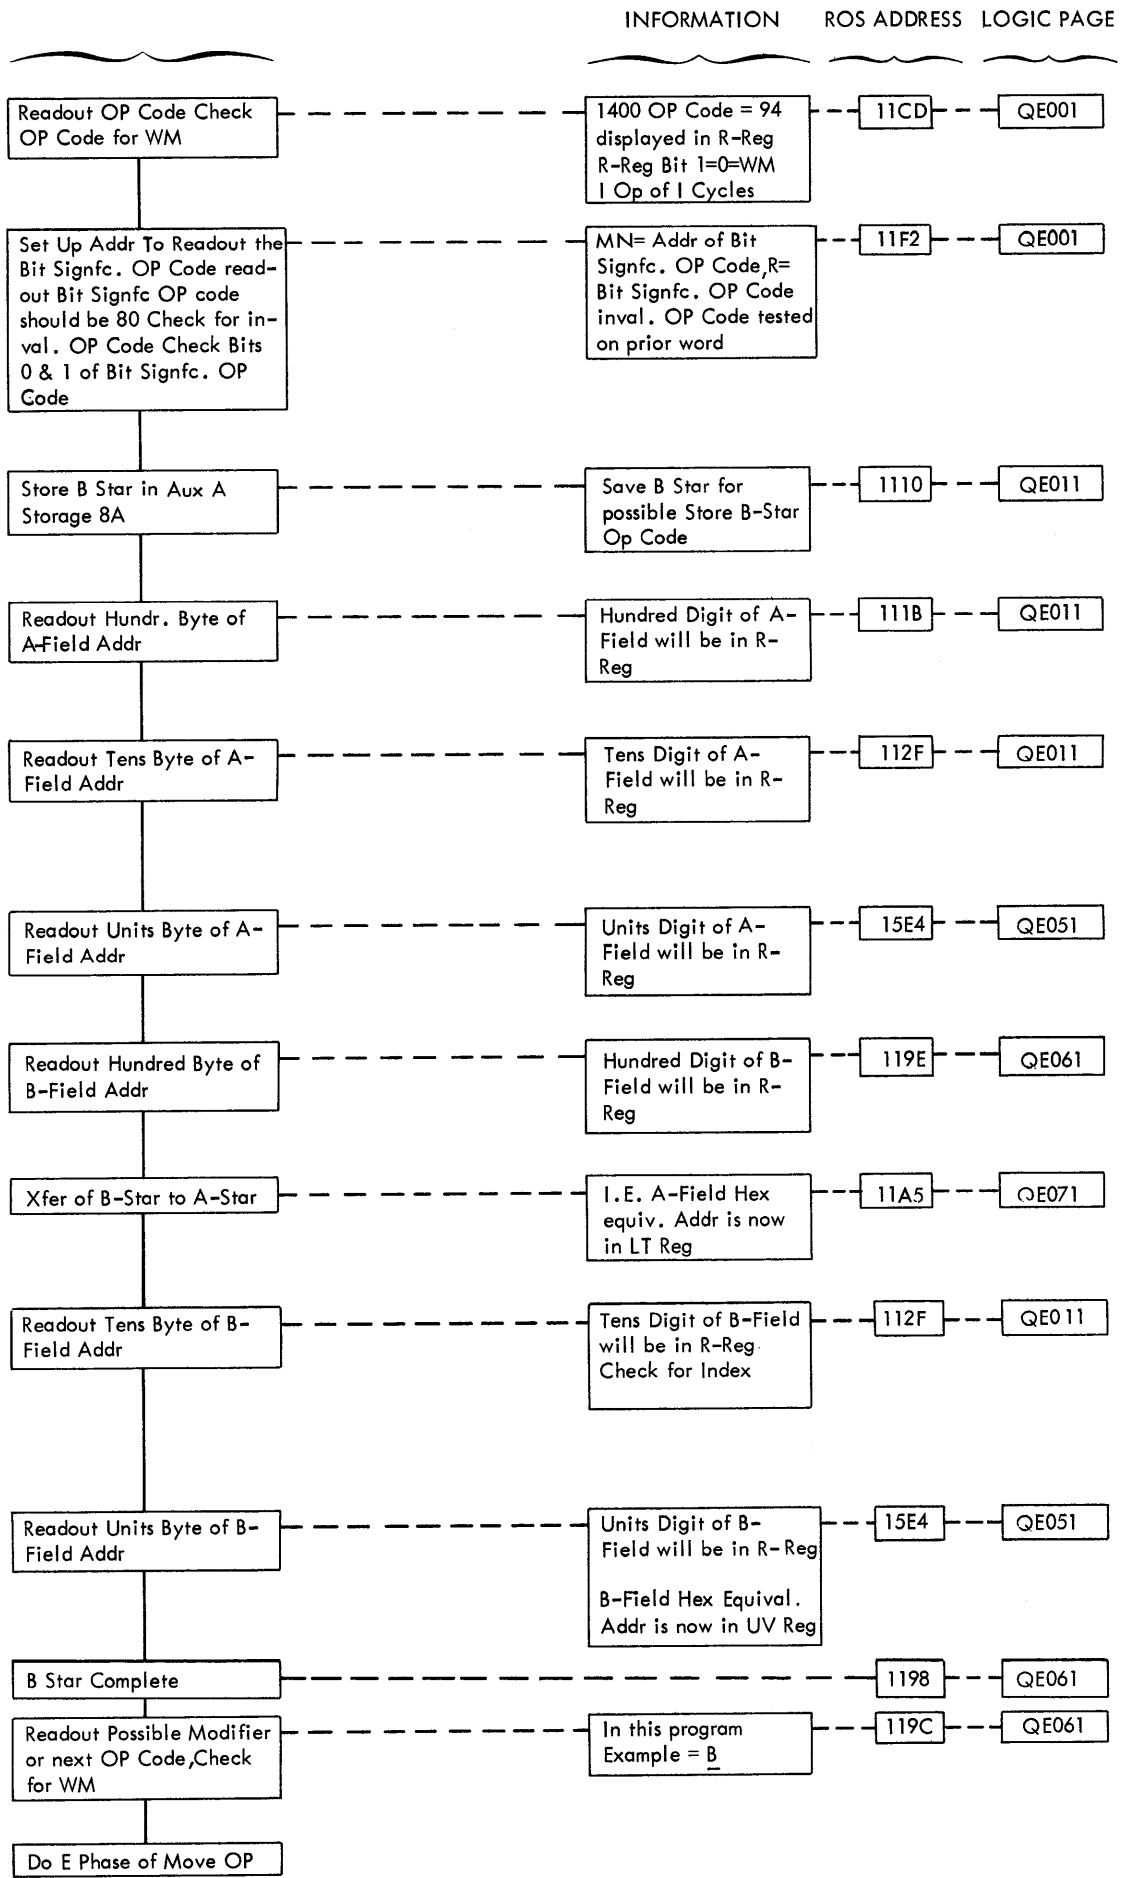 INFORMATION ROS ADDRESS LOGIC PAGE
Readout OP Code Check
OP Code for WM
1400 OP Code = 94
displayed in R-Reg
R-Reg Bit 1=0=WM
I Op of I Cycles
11CD
QE001
Set Up Addr To Readout the
Bit Signfc. OP Code read-
out Bit Signfc OP code
should be 80 Check for in-
val. OP Code Check Bits
0 & 1 of Bit Signfc. OP
Code
MN= Addr of Bit
Signfc. OP Code,R=
Bit Signfc. OP Code
inval. OP Code tested
on prior word
11F2
QE001
Store B Star in Aux A
Storage 8A
Save B Star for
possible Store B-Star
Op Code
1110
QE011
Readout Hundr. Byte of
A-Field Addr
Hundred Digit of A-
Field will be in R-
Reg
111B
QE011
Readout Tens Byte of A-
Field Addr
Tens Digit of A-
Field will be in R-
Reg
112F
QE011
Readout Units Byte of A-
Field Addr
Units Digit of A-
Field will be in R-
Reg
15E4
QE051
Readout Hundred Byte of
B-Field Addr
Hundred Digit of B-
Field will be in R-
Reg
119E
QE061
Xfer of B-Star to A-Star
I.E. A-Field Hex
equiv. Addr is now
in LT Reg
11A5
QE071
Readout Tens Byte of B-
Field Addr
Tens Digit of B-Field
will be in R-Reg
Check for Index
112F
QE011
Readout Units Byte of B-
Field Addr
Units Digit of B-
Field will be in R-Reg
B-Field Hex Equival.
Addr is now in UV Reg
15E4
QE051
B Star Complete
1198
QE061
Readout Possible Modifier
or next OP Code,Check
for WM
In this program
Example = B
119C
QE061
Do E Phase of Move OP